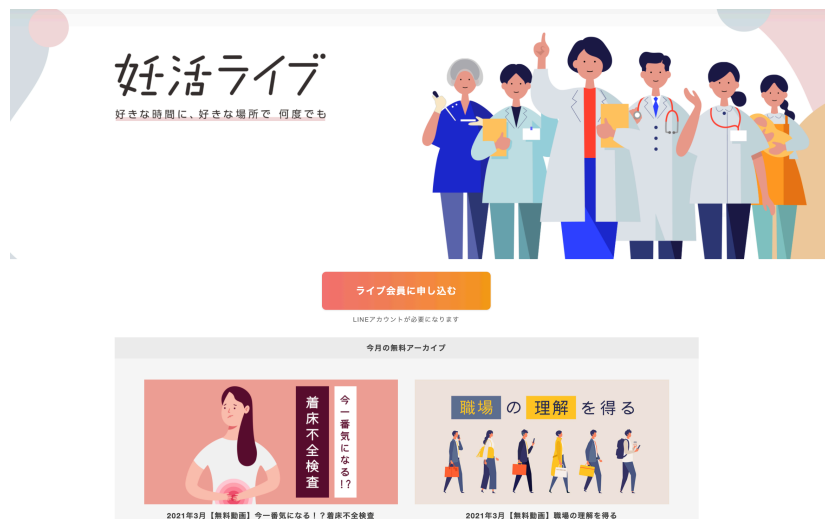 妊活ライブ
好きな時間に、好きな場所で 何度でも
ライブ会員に申し込む
LINEアカウントが必要になります
今月の無料アーカイブ
今一番気になる!?
着床不全検査
職場の理解を得る
2021年3月【無料動画】今一番気になる！？着床不全検査
2021年3月【無料動画】職場の理解を得る